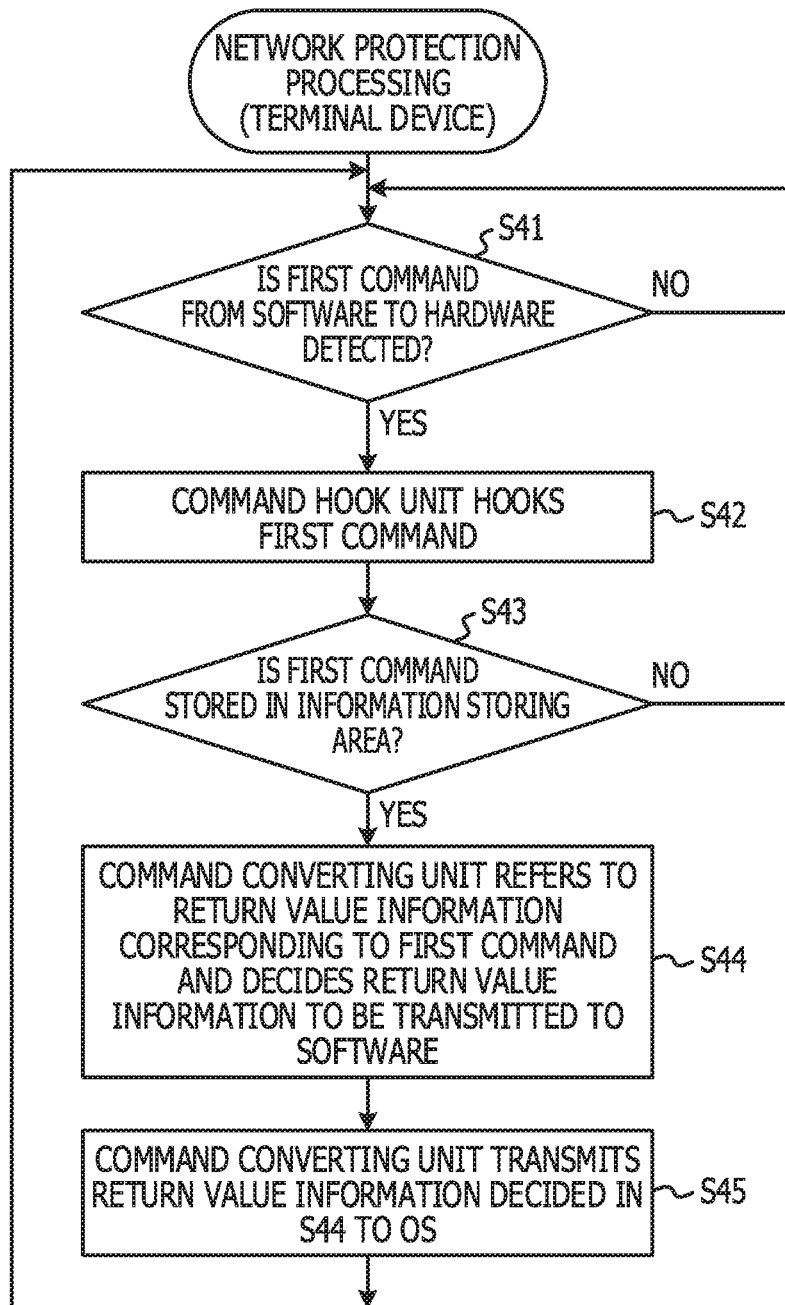 NETWORK PROTECTION
PROCESSING
(TERMINAL DEVICE)
S41
IS FIRST COMMAND
FROM SOFTWARE TO HARDWARE
DETECTED?
NO
YES
COMMAND HOOK UNIT HOOKS
FIRST COMMAND
S42
S43
IS FIRST COMMAND
STORED IN INFORMATION STORING
AREA?
NO
YES
COMMAND CONVERTING UNIT REFERS TO
RETURN VALUE INFORMATION
CORRESPONDING TO FIRST COMMAND
AND DECIDES RETURN VALUE
INFORMATION TO BE TRANSMITTED TO
SOFTWARE
S44
COMMAND CONVERTING UNIT TRANSMITS
RETURN VALUE INFORMATION DECIDED IN
S44 TO OS
S45